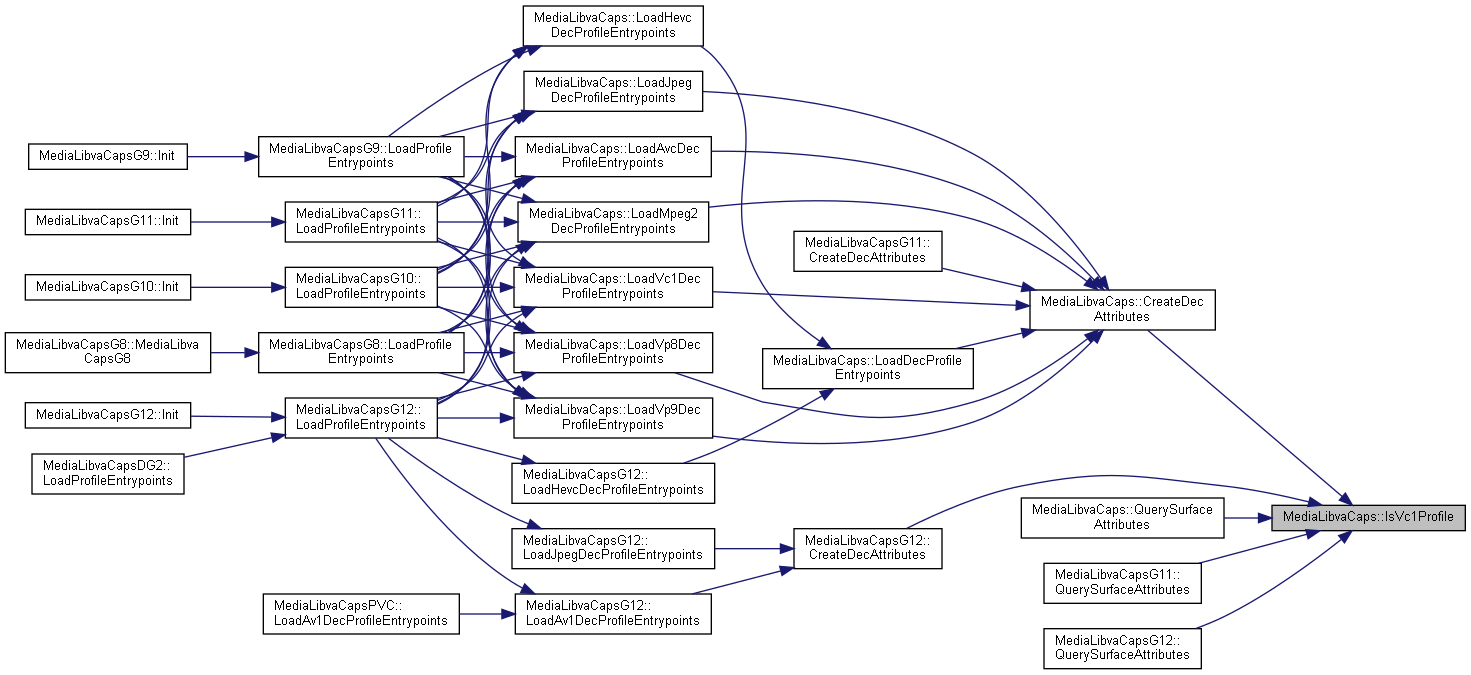 MediaLibvaCaps::LoadHevc
DecProfileEntrypoints
MediaLibvaCaps::LoadJpeg
DecProfileEntrypoints
MediaLibvaCapsG9::Init
MediaLibvaCapsG9::LoadProfile
Entrypoints
MediaLibvaCaps::LoadAvcDec
ProfileEntrypoints
MediaLibvaCapsG11::Init
MediaLibvaCapsG11::
LoadProfileEntrypoints
MediaLibvaCaps::LoadMpeg2
DecProfileEntrypoints
MediaLibvaCapsG11::
CreateDecAttributes
MediaLibvaCapsG10::Init
MediaLibvaCapsG10::
LoadProfileEntrypoints
MediaLibvaCaps::LoadVc1Dec
ProfileEntrypoints
MediaLibvaCaps::CreateDec
Attributes
MediaLibvaCapsG8::MediaLibva
CapsG8
MediaLibvaCapsG8::LoadProfile
Entrypoints
MediaLibvaCaps::LoadVp8Dec
ProfileEntrypoints
MediaLibvaCaps::LoadDecProfile
Entrypoints
MediaLibvaCapsG12::Init
MediaLibvaCapsG12::
LoadProfileEntrypoints
MediaLibvaCaps::LoadVp9Dec
ProfileEntrypoints
MediaLibvaCapsDG2::
LoadProfileEntrypoints
MediaLibvaCapsG12::
LoadHevcDecProfileEntrypoints
MediaLibvaCaps::QuerySurface
Attributes
MediaLibvaCaps::IsVc1Profile
MediaLibvaCapsG12::
LoadJpegDecProfileEntrypoints
MediaLibvaCapsG12::
CreateDecAttributes
MediaLibvaCapsG11::
QuerySurfaceAttributes
MediaLibvaCapsPVC::
LoadAv1DecProfileEntrypoints
MediaLibvaCapsG12::
LoadAv1DecProfileEntrypoints
MediaLibvaCapsG12::
QuerySurfaceAttributes